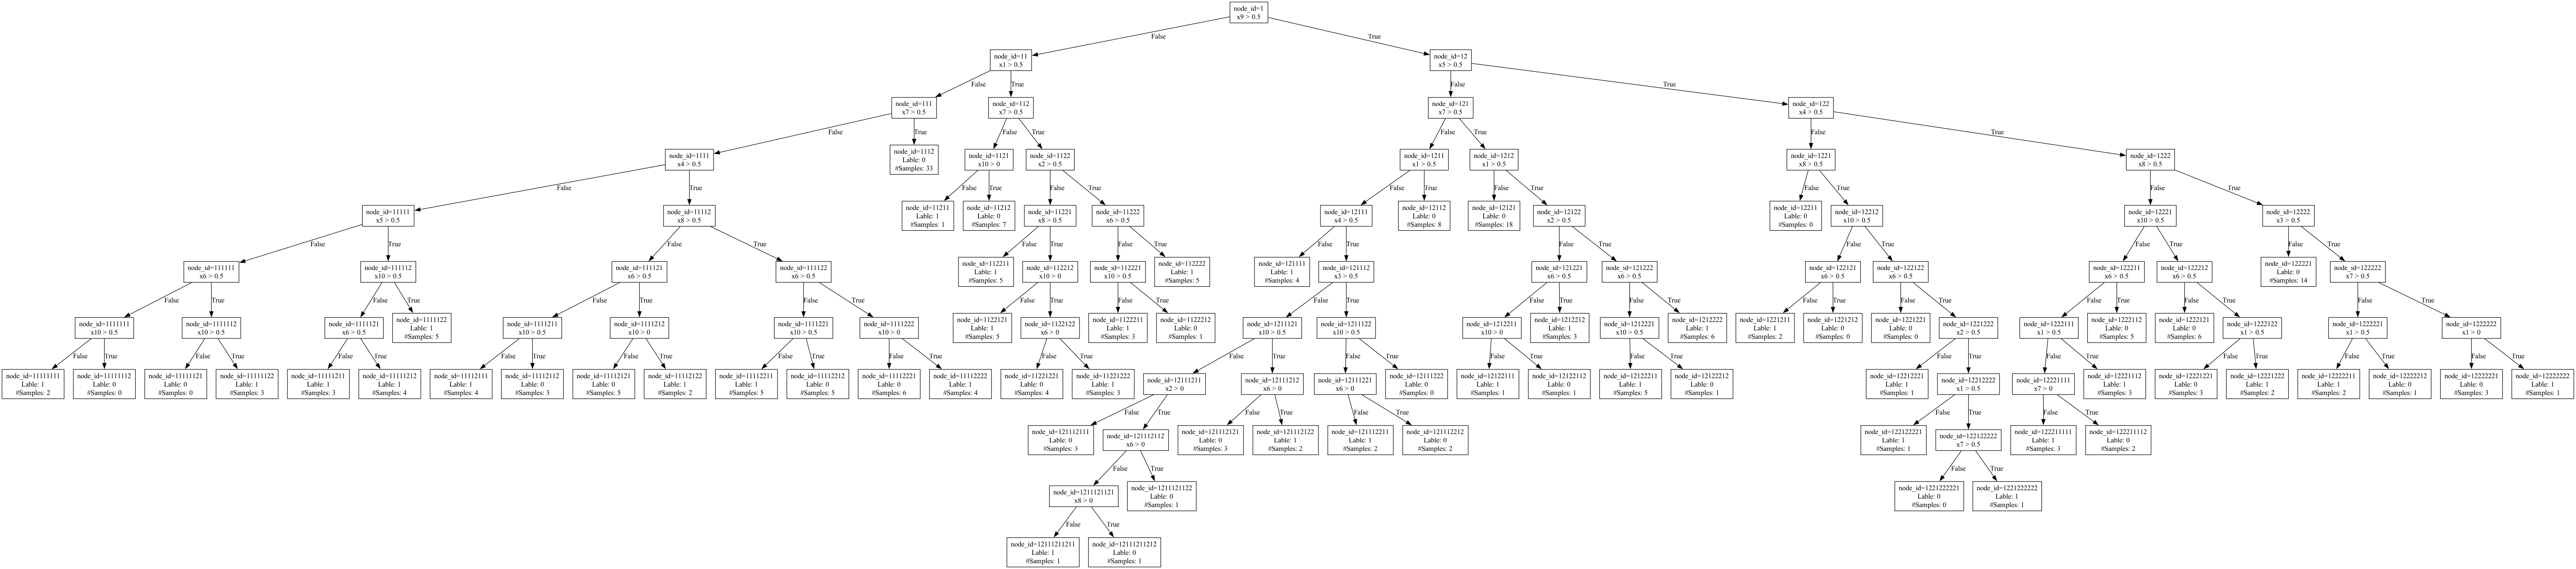 node_id=1
x9 > 0.5
False
True
node_id=11
x1 > 0.5
node_id=12
x5 > 0.5
False
True
False
True
node_id=111
x7 > 0.5
node_id=112
x7 > 0.5
node_id=121
x7 > 0.5
node_id=122
x4 > 0.5
False
True
False
True
False
True
False
True
node_id=1111
x4 > 0.5
node_id=1112
Lable: 0
#Samples: 33
node_id=1121
x10 > 0
node_id=1122
x2 > 0.5
node_id=1211
x1 > 0.5
node_id=1212
x1 > 0.5
node_id=1221
x8 > 0.5
node_id=1222
x8 > 0.5
False
True
False
True
False
True
False
True
False
True
False
True
False
True
node_id=11111
x5 > 0.5
node_id=11112
x8 > 0.5
node_id=11211
Lable: 1
#Samples: 1
node_id=11212
Lable: 0
#Samples: 7
node_id=11221
x8 > 0.5
node_id=11222
x6 > 0.5
node_id=12111
x4 > 0.5
node_id=12112
Lable: 0
#Samples: 8
node_id=12121
Lable: 0
#Samples: 18
node_id=12122
x2 > 0.5
node_id=12211
Lable: 0
#Samples: 0
node_id=12212
x10 > 0.5
node_id=12221
x10 > 0.5
node_id=12222
x3 > 0.5
False
True
False
True
False
True
False
True
False
True
False
True
False
True
False
True
False
True
node_id=111111
x6 > 0.5
node_id=111112
x10 > 0.5
node_id=111121
x6 > 0.5
node_id=111122
x6 > 0.5
node_id=112211
Lable: 1
#Samples: 5
node_id=112212
x10 > 0
node_id=112221
x10 > 0.5
node_id=112222
Lable: 1
#Samples: 5
node_id=121111
Lable: 1
#Samples: 4
node_id=121112
x3 > 0.5
node_id=121221
x6 > 0.5
node_id=121222
x6 > 0.5
node_id=122121
x6 > 0.5
node_id=122122
x6 > 0.5
node_id=122211
x6 > 0.5
node_id=122212
x6 > 0.5
node_id=122221
Lable: 0
#Samples: 14
node_id=122222
x7 > 0.5
False
True
False
True
False
True
False
True
False
True
False
True
False
True
False
True
False
True
False
True
False
True
False
True
False
True
False
True
node_id=1111111
x10 > 0.5
node_id=1111112
x10 > 0.5
node_id=1111121
x6 > 0.5
node_id=1111122
Lable: 1
#Samples: 5
node_id=1111211
x10 > 0.5
node_id=1111212
x10 > 0
node_id=1111221
x10 > 0.5
node_id=1111222
x10 > 0
node_id=1122121
Lable: 1
#Samples: 5
node_id=1122122
x6 > 0
node_id=1122211
Lable: 1
#Samples: 3
node_id=1122212
Lable: 0
#Samples: 1
node_id=1211121
x10 > 0.5
node_id=1211122
x10 > 0.5
node_id=1212211
x10 > 0
node_id=1212212
Lable: 1
#Samples: 3
node_id=1212221
x10 > 0.5
node_id=1212222
Lable: 1
#Samples: 6
node_id=1221211
Lable: 1
#Samples: 2
node_id=1221212
Lable: 0
#Samples: 0
node_id=1221221
Lable: 0
#Samples: 0
node_id=1221222
x2 > 0.5
node_id=1222111
x1 > 0.5
node_id=1222112
Lable: 0
#Samples: 5
node_id=1222121
Lable: 0
#Samples: 6
node_id=1222122
x1 > 0.5
node_id=1222221
x1 > 0.5
node_id=1222222
x1 > 0
False
True
False
True
False
True
False
True
False
True
False
True
False
True
False
True
False
True
False
True
False
True
False
True
False
True
False
True
False
True
False
True
False
True
node_id=11111111
Lable: 1
#Samples: 2
node_id=11111112
Lable: 0
#Samples: 0
node_id=11111121
Lable: 0
#Samples: 0
node_id=11111122
Lable: 1
#Samples: 3
node_id=11111211
Lable: 1
#Samples: 3
node_id=11111212
Lable: 1
#Samples: 4
node_id=11112111
Lable: 1
#Samples: 4
node_id=11112112
Lable: 0
#Samples: 3
node_id=11112121
Lable: 0
#Samples: 5
node_id=11112122
Lable: 1
#Samples: 2
node_id=11112211
Lable: 1
#Samples: 5
node_id=11112212
Lable: 0
#Samples: 5
node_id=11112221
Lable: 0
#Samples: 6
node_id=11112222
Lable: 1
#Samples: 4
node_id=11221221
Lable: 0
#Samples: 4
node_id=11221222
Lable: 1
#Samples: 3
node_id=12111211
x2 > 0
node_id=12111212
x6 > 0
node_id=12111221
x6 > 0
node_id=12111222
Lable: 0
#Samples: 0
node_id=12122111
Lable: 1
#Samples: 1
node_id=12122112
Lable: 0
#Samples: 1
node_id=12122211
Lable: 1
#Samples: 5
node_id=12122212
Lable: 0
#Samples: 1
node_id=12212221
Lable: 1
#Samples: 1
node_id=12212222
x1 > 0.5
node_id=12221111
x7 > 0
node_id=12221112
Lable: 1
#Samples: 3
node_id=12221221
Lable: 0
#Samples: 3
node_id=12221222
Lable: 1
#Samples: 2
node_id=12222211
Lable: 1
#Samples: 2
node_id=12222212
Lable: 0
#Samples: 1
node_id=12222221
Lable: 0
#Samples: 3
node_id=12222222
Lable: 1
#Samples: 1
False
True
False
True
False
True
False
True
False
True
node_id=121112111
Lable: 0
#Samples: 3
node_id=121112112
x6 > 0
node_id=121112121
Lable: 0
#Samples: 3
node_id=121112122
Lable: 1
#Samples: 2
node_id=121112211
Lable: 1
#Samples: 2
node_id=121112212
Lable: 0
#Samples: 2
node_id=122122221
Lable: 1
#Samples: 1
node_id=122122222
x7 > 0.5
node_id=122211111
Lable: 1
#Samples: 3
node_id=122211112
Lable: 0
#Samples: 2
False
True
False
True
node_id=1211121121
x8 > 0
node_id=1211121122
Lable: 0
#Samples: 1
node_id=1221222221
Lable: 0
#Samples: 0
node_id=1221222222
Lable: 1
#Samples: 1
False
True
node_id=12111211211
Lable: 1
#Samples: 1
node_id=12111211212
Lable: 0
#Samples: 1